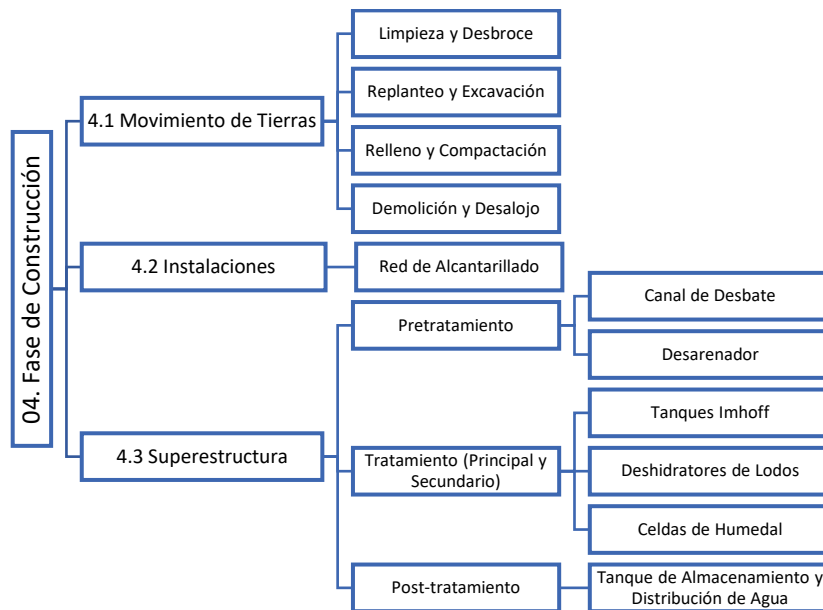 04. Fase de Construcción
4.1 Movimiento de Tierras
Limpieza y Desbroce
Replanteo y Excavación
Relleno y Compactación
Demolición y Desalojo
4.2 Instalaciones
Red de Alcantarillado
4.3 Superestructura
Pretratamiento
Canal de Desbate
Desarenador
Tratamiento (Principal y
Secundario)
Tanques Imhoff
Deshidratores de Lodos
Celdas de Humedal
Post-tratamiento
Tanque de Almacenamiento y
Distribución de Agua